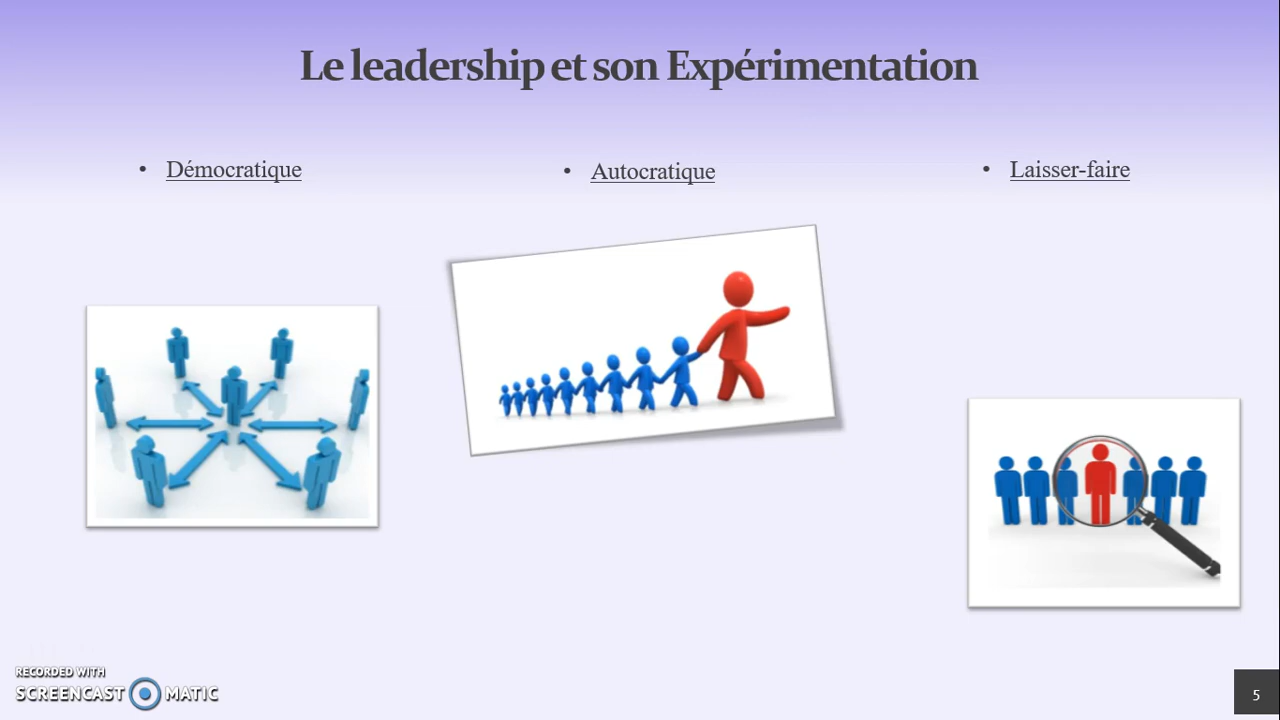 Le leadership et son Expérimentation
• Démocratique
• Autocratique
• Laisser-faire
RECORDED WITH
SCREENCAST MATIC
5